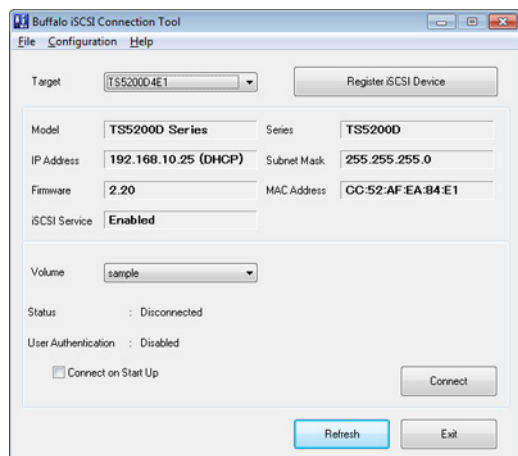 Buffalo iSCSI Connection Tool
File Configuration Help
Target TS5200D4E1 Register iSCSI Device
Model TS5200D Series Series TS5200D
IP Address 192.168.10.25 (DHCP) Subnet Mask 255.255.255.0
Firmware 2.20 MAC Address CC:52:AF:EA:84:E1
iSCSI Service Enabled
Volume sample
Status : Disconnected
User Authentication : Disabled
Connect on Start Up
Connect
Refresh Exit